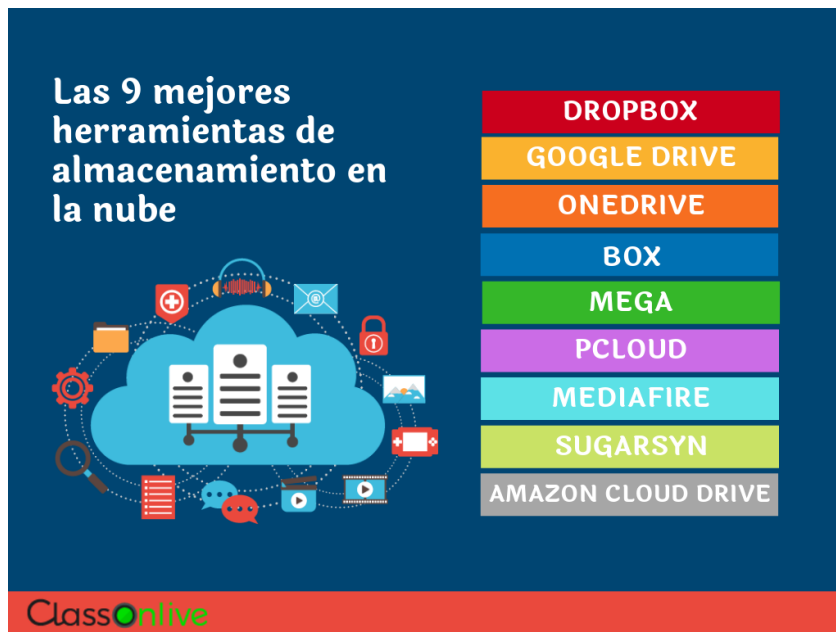 Las 9 mejores
herramientas de
almacenamiento en
la nube
DROPBOX
GOOGLE DRIVE
ONEDRIVE
BOX
MEGA
PCLOUD
MEDIAFIRE
SUGARSYN
AMAZON CLOUD DRIVE
@
ClassOnlive